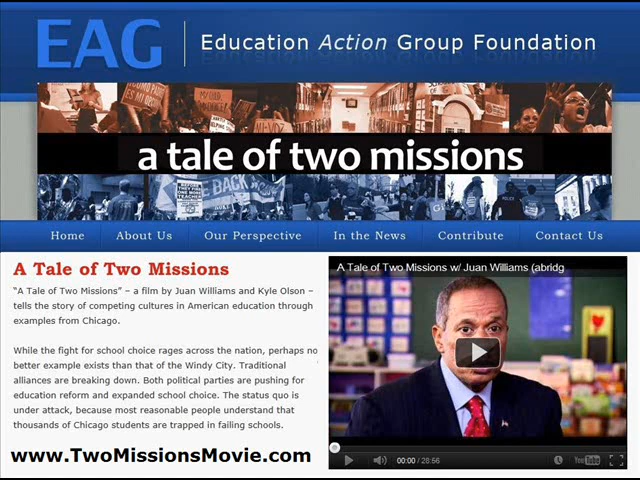 EAG
Education Action Group Foundation
a tale of two missions
Home
About Us
Our Perspective
In the News
Contribute
Contact Us
A Tale of Two Missions
“A Tale of Two Missions” – a film by Juan Williams and Kyle Olson –
tells the story of competing cultures in American education through
examples from Chicago.
While the fight for school choice rages across the nation, perhaps no
better example exists than that of the Windy City. Traditional
alliances are breaking down. Both political parties are pushing for
education reform and expanded school choice. The status quo is
under attack, because most reasonable people understand that
thousands of Chicago students are trapped in failing schools.
www.TwoMissionsMovie.com
A Tale of Two Missions w/ Juan Williams (abridg
00:00 / 28:56
YouTube